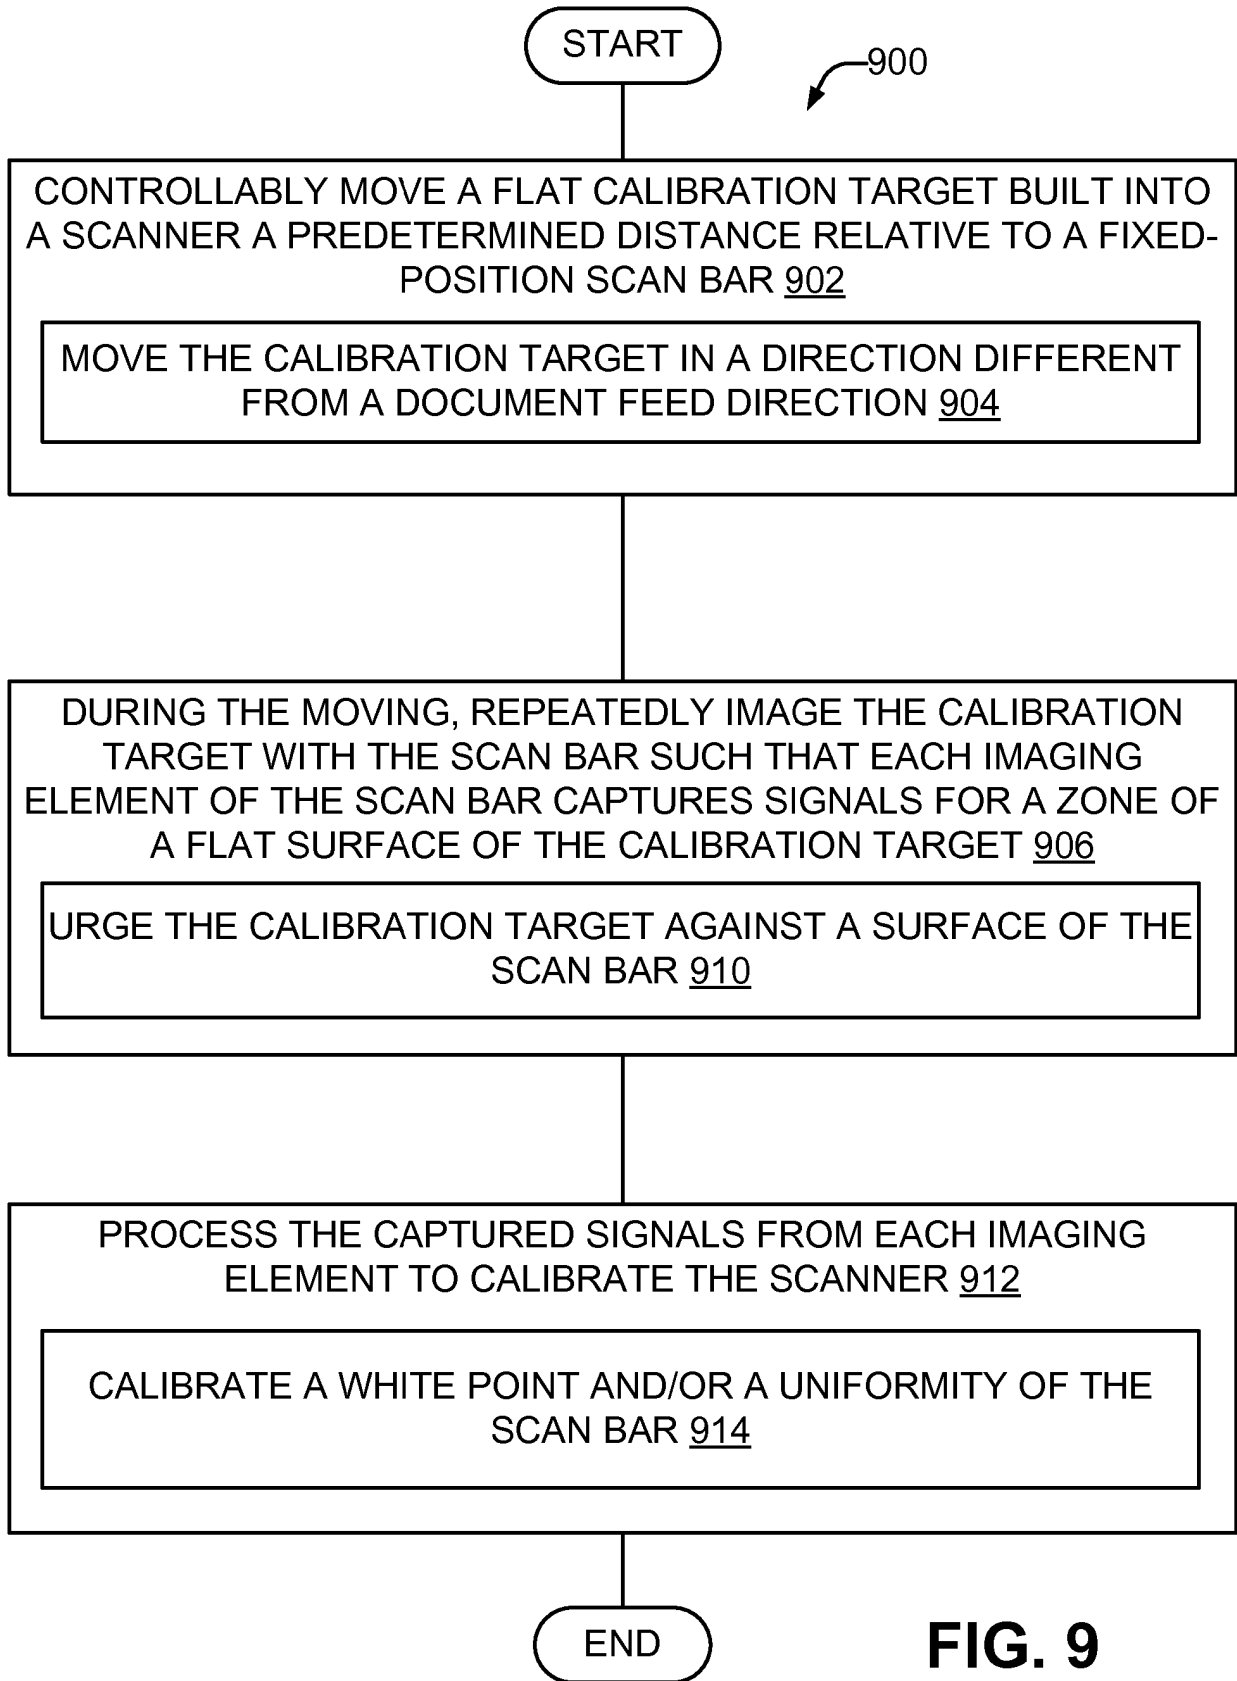 START
900
CONTROLLABLY MOVE A FLAT CALIBRATION TARGET BUILT INTO
A SCANNER A PREDETERMINED DISTANCE RELATIVE TO A FIXED-
POSITION SCAN BAR 902
MOVE THE CALIBRATION TARGET IN A DIRECTION DIFFERENT
FROM A DOCUMENT FEED DIRECTION 904
DURING THE MOVING, REPEATEDLY IMAGE THE CALIBRATION
TARGET WITH THE SCAN BAR SUCH THAT EACH IMAGING
ELEMENT OF THE SCAN BAR CAPTURES SIGNALS FOR A ZONE OF
A FLAT SURFACE OF THE CALIBRATION TARGET 906
URGE THE CALIBRATION TARGET AGAINST A SURFACE OF THE
SCAN BAR 910
PROCESS THE CAPTURED SIGNALS FROM EACH IMAGING
ELEMENT TO CALIBRATE THE SCANNER 912
CALIBRATE A WHITE POINT AND/OR A UNIFORMITY OF THE
SCAN BAR 914
END
FIG. 9